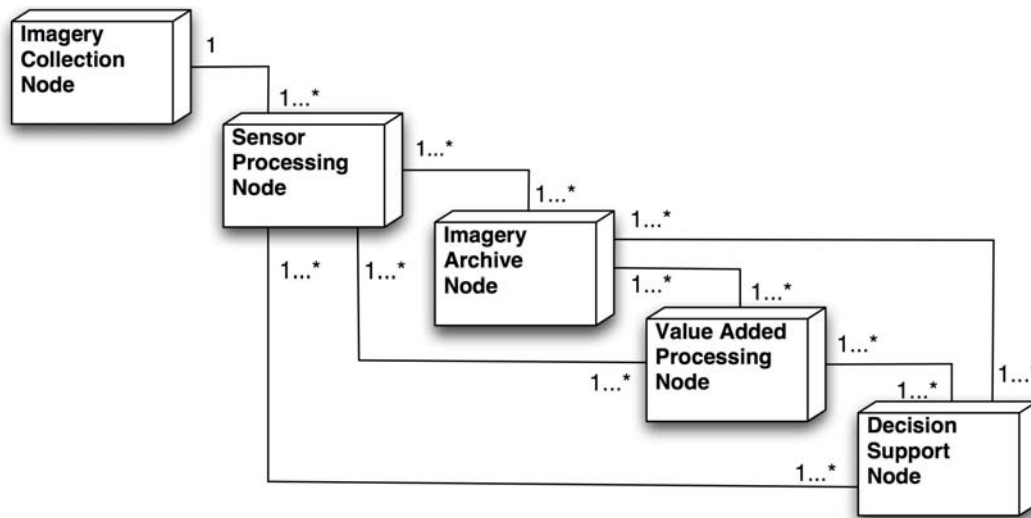 Imagery
Collection
Node
1
1...*
Sensor
Processing
Node
1...*
1...*
1...*
1...*
Imagery
Archive
Node
1...*
1...*
1...*
Value Added
Processing
Node
1...*
1...*
1...*
1...*
Decision
Support
Node
1...*